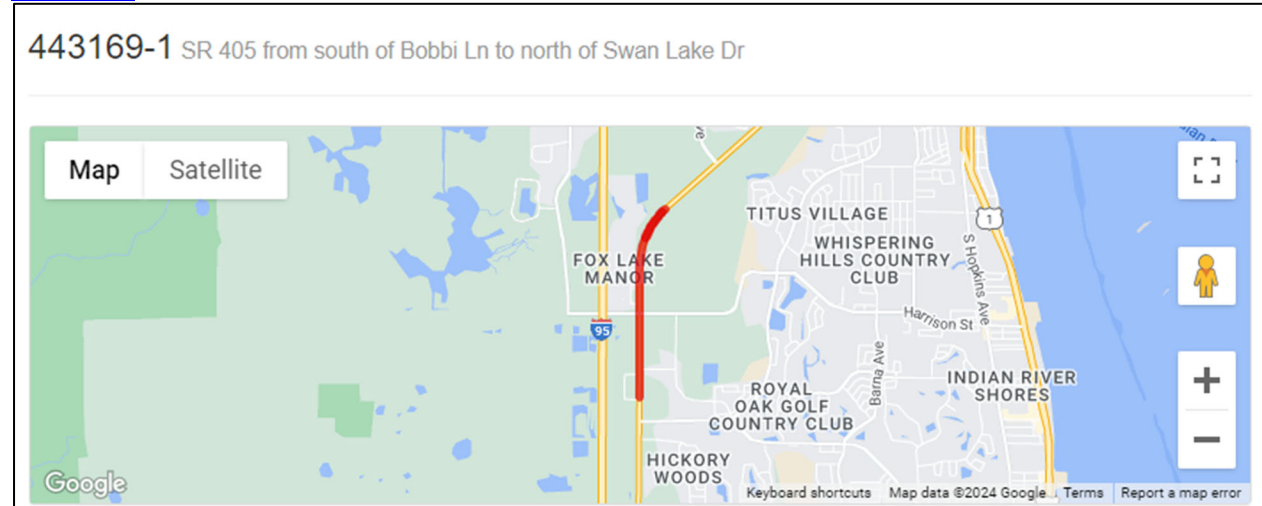 443169-1 SR 405 from south of Bobbi Ln to north of Swan Lake Dr
Map
Satellite
TITUS VILLAGE
1
WHISPERING
HILLS COUNTRY
CLUB
S Hopkins Ave
FOX LAKE
MANOR
Harrison St
95
Barna Ave
INDIAN RIVER
SHORES
ROYAL
OAK GOLF
COUNTRY CLUB
HICKORY
WOODS
+
−
Google
Keyboard shortcuts
Map data ©2024 Google
Terms
Report a map error